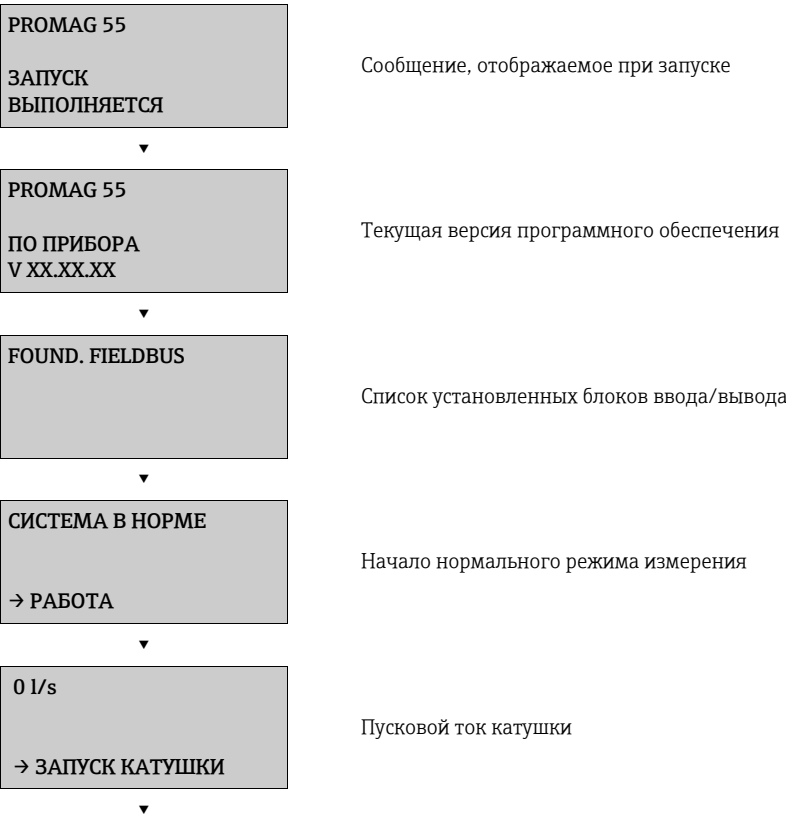 PROMAG 55
ЗАПУСК
ВЫПОЛНЯЕТСЯ
Сообщение, отображаемое при запуске
▼
PROMAG 55
ПО ПРИБОРА
V XX.XX.XX
Текущая версия программного обеспечения
▼
FOUND. FIELDBUS
Список установленных блоков ввода/вывода
▼
СИСТЕМА В НОРМЕ
→ РАБОТА
Начало нормального режима измерения
▼
0 l/s
→ ЗАПУСК КАТУШКИ
Пусковой ток катушки
▼